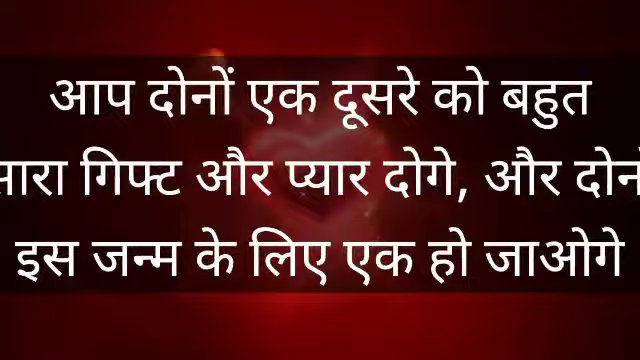 आप दोनों एक दूसरे को बहुत
सारा गिफ्ट और प्यार दोगे, और दोनों
इस जन्म के लिए एक हो जाओगे